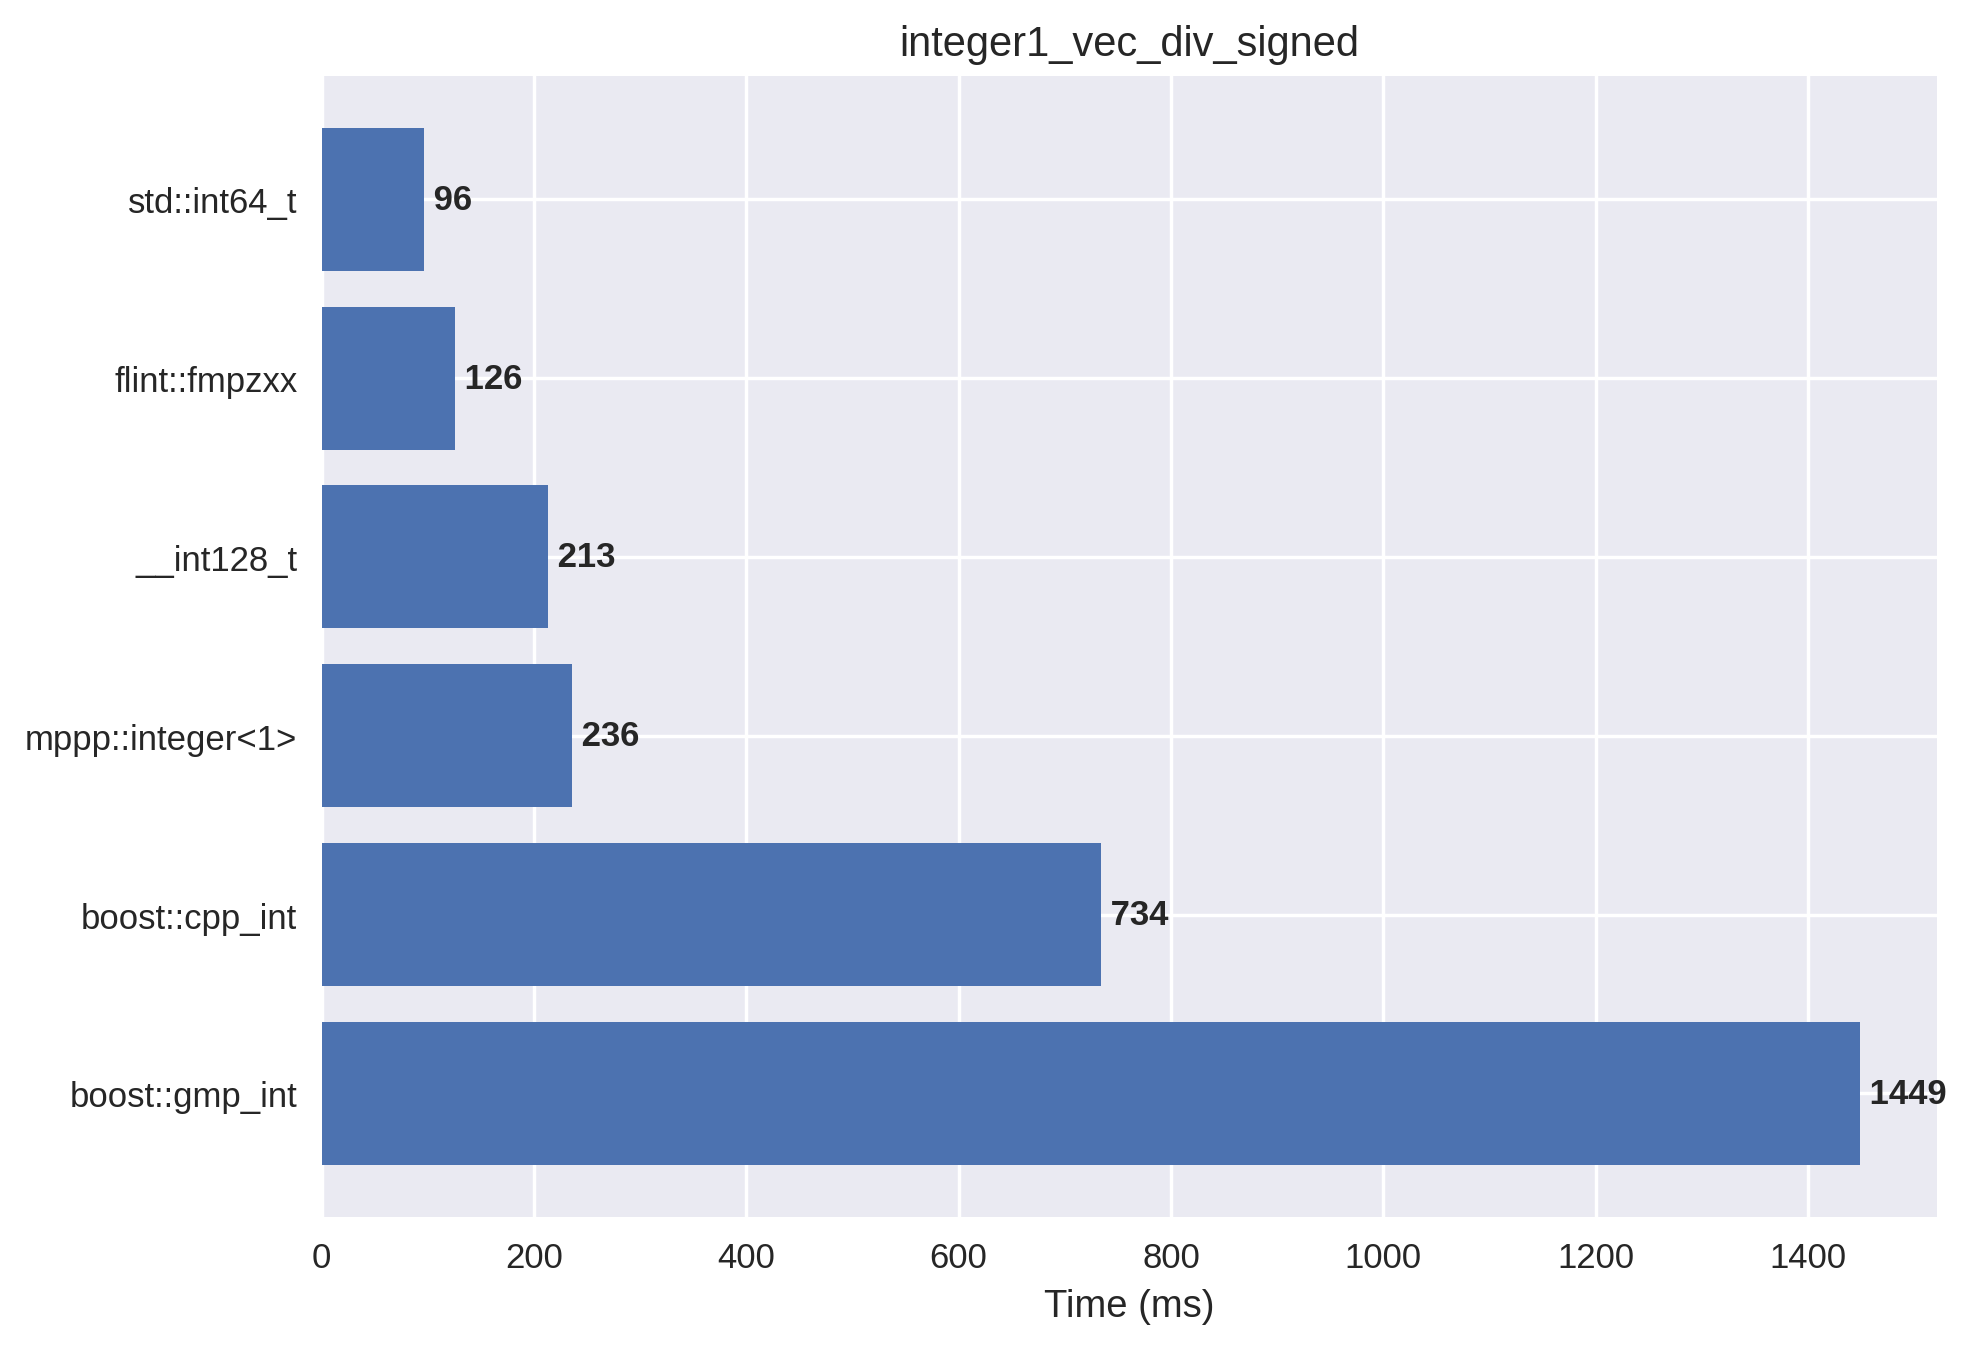 integer1_vec_div_signed
std::int64_t
96
flint::fmpzxx
126
__int128_t
213
mppp::integer<1>
236
boost::cpp_int
734
boost::gmp_int
1449
0 200 400 600 800 1000 1200 1400
Time (ms)